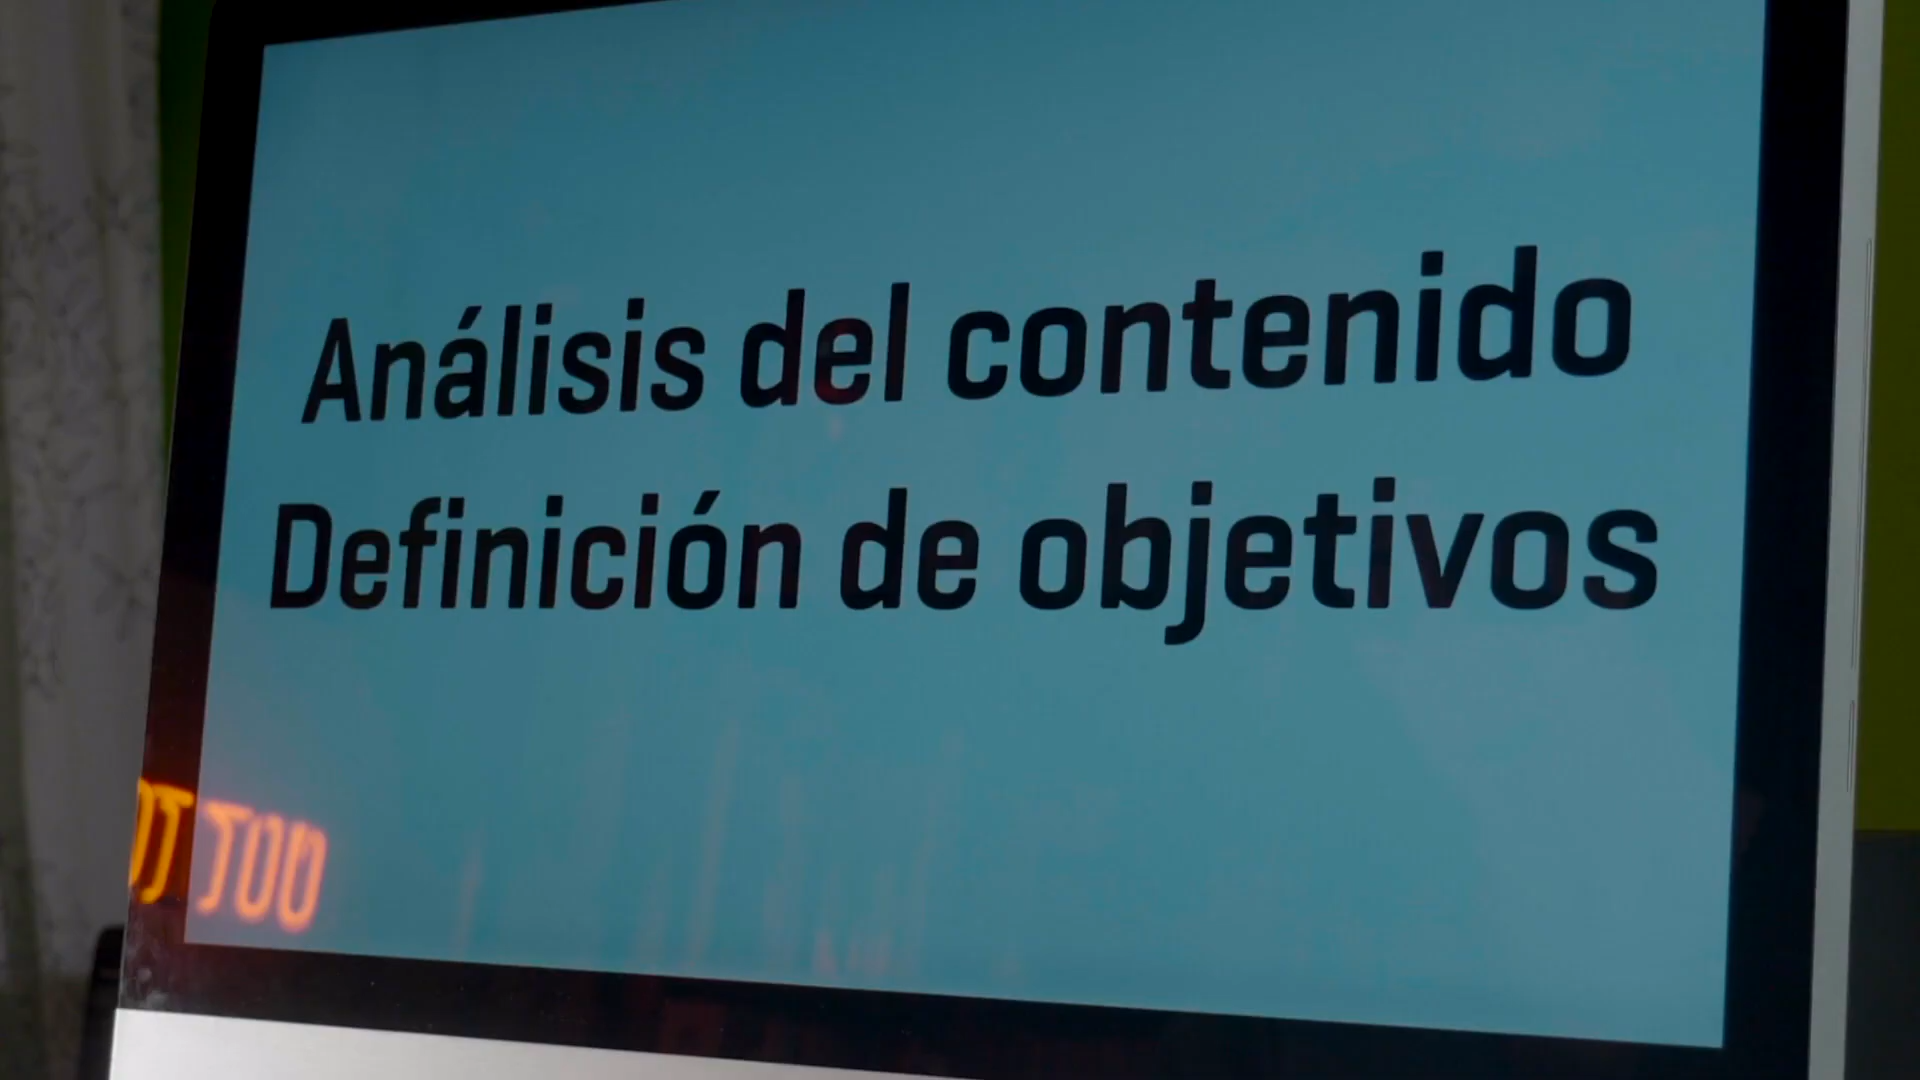 Análisis del contenido
Definición de objetivos